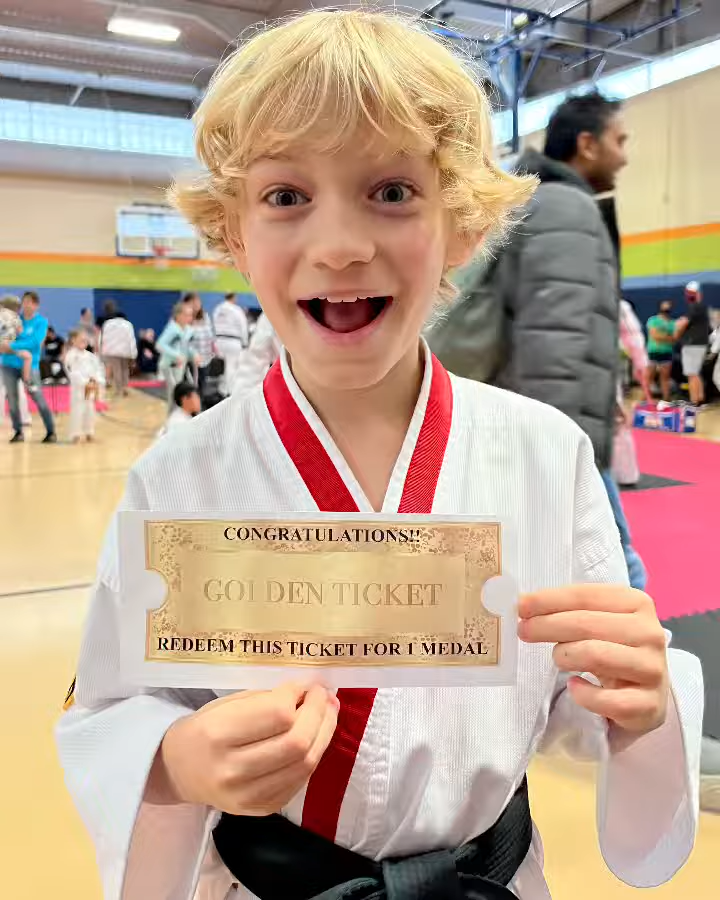 CONGRATULATIONS!!
GOLDEN TICKET
REDEEM THIS TICKET FOR 1 MEDAL